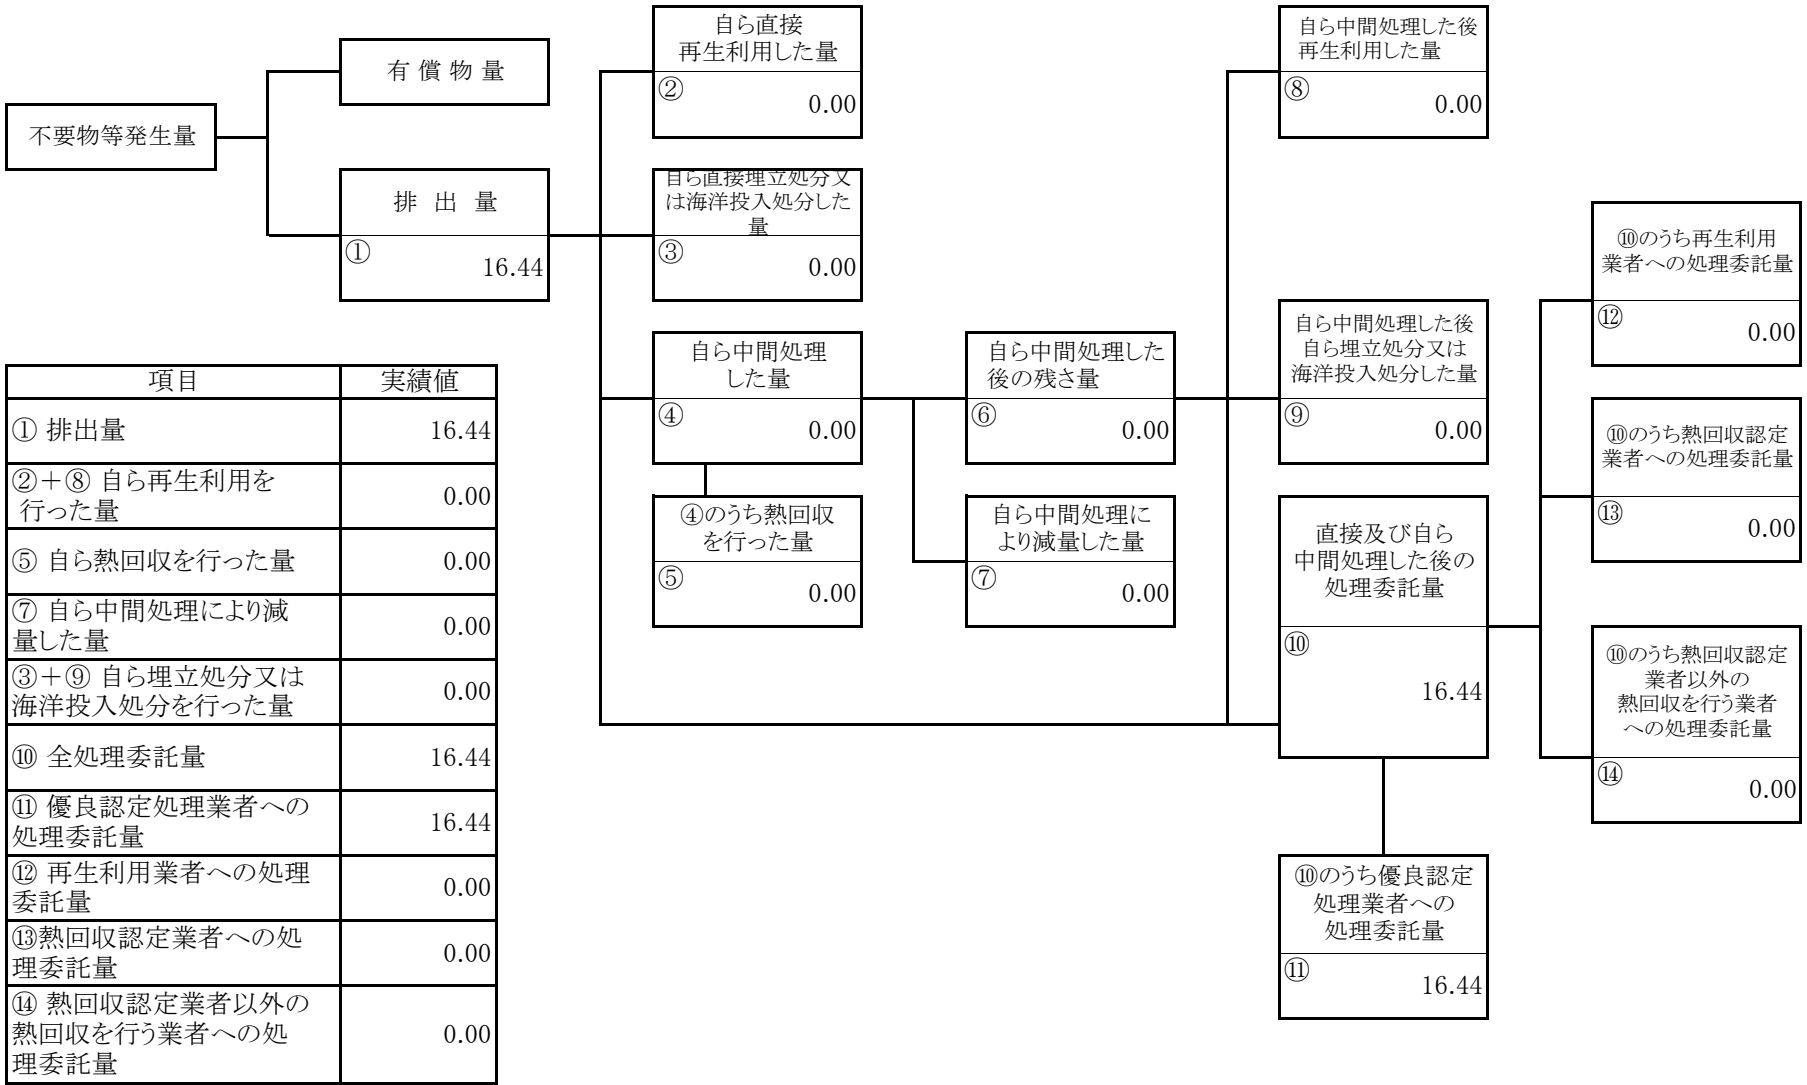 不要物等発生量
有 償 物 量
排 出 量
①
16.44
自ら直接
再生利用した量
②
0.00
自ら直接埋立処分又
は海洋投入処分した
量
③
0.00
自ら中間処理
した量
④
0.00
④のうち熱回収
を行った量
⑤
0.00
自ら中間処理した
後の残さ量
⑥
0.00
自ら中間処理に
より減量した量
⑦
0.00
自ら中間処理した後
再生利用した量
⑧
0.00
自ら中間処理した後
自ら埋立処分又は
海洋投入処分した量
⑨
0.00
直接及び自ら
中間処理した後の
処理委託量
⑩
16.44
⑩のうち優良認定
処理業者への
処理委託量
⑪
16.44
⑩のうち再生利用
業者への処理委託量
⑫
0.00
⑩のうち熱回収認定
業者への処理委託量
⑬
0.00
⑩のうち熱回収認定
業者以外の
熱回収を行う業者
への処理委託量
⑭
0.00
項目 実績値
① 排出量 16.44
②＋⑧ 自ら再生利用を
行った量 0.00
⑤ 自ら熱回収を行った量 0.00
⑦ 自ら中間処理により減
量した量 0.00
③＋⑨ 自ら埋立処分又は
海洋投入処分を行った量 0.00
⑩ 全処理委託量 16.44
⑪ 優良認定処理業者への
処理委託量 16.44
⑫ 再生利用業者への処理
委託量 0.00
⑬熱回収認定業者への処
理委託量 0.00
⑭ 熱回収認定業者以外の
熱回収を行う業者への処
理委託量 0.00